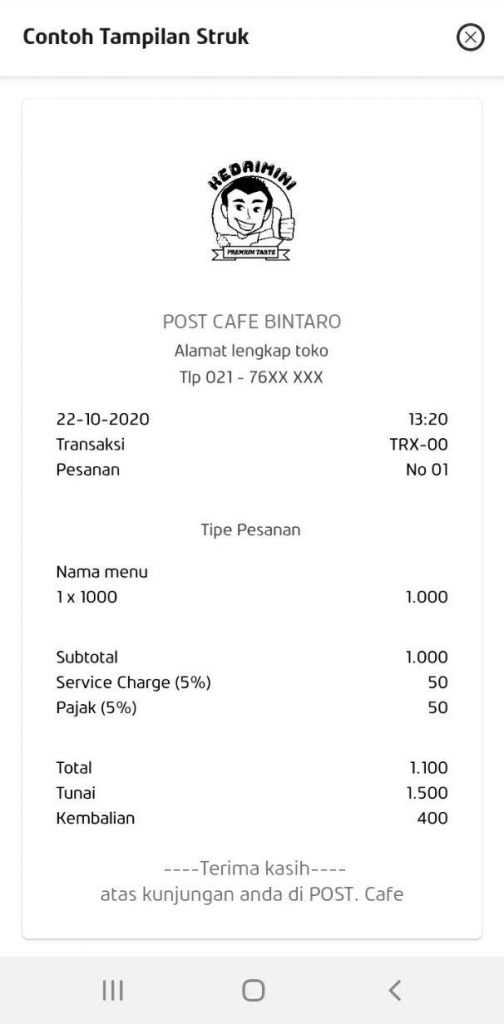 Contoh Tampilan Struk
KEDAIMINI
PREMIUM TASTE
POST CAFE BINTARO
Alamat lengkap toko
Tlp 021 - 76XX XXX
22-10-2020 13:20
Transaksi TRX-00
Pesanan No 01
Tipe Pesanan
Nama menu
1 x 1000 1.000
Subtotal 1.000
Service Charge (5%) 50
Pajak (5%) 50
Total 1.100
Tunai 1.500
Kembalian 400
----Terima kasih----
atas kunjungan anda di POST. Cafe